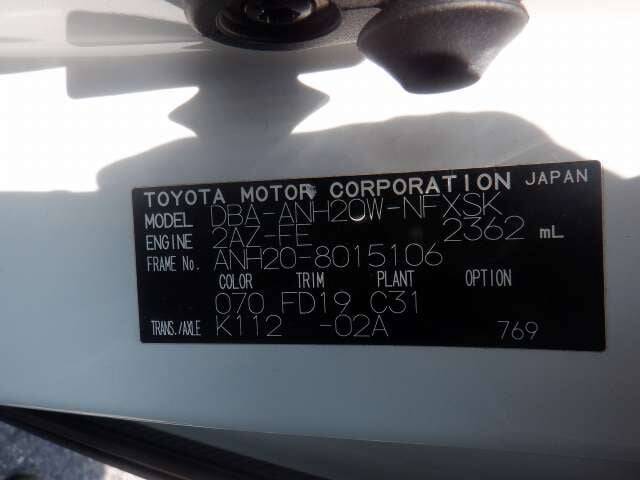 TOYOTA MOTOR CORPORATION JAPAN
MODEL DBA-ANH20W-NFXSK
ENGINE 2AZ-FE 2362 mL
FRAME No. ANH20-8015106
COLOR TRIM PLANT OPTION
070 FD19 C31
TRANS./AXLE K112 -02A 769